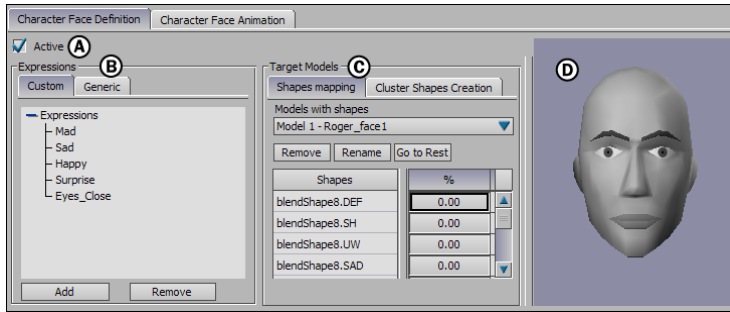 Character Face Definition
Character Face Animation
Active
A
Expressions
B
Custom
Generic
Expressions
Mad
Sad
Happy
Surprise
Eyes_Close
Add
Remove
Target Models
C
Shapes mapping
Cluster Shapes Creation
Models with shapes
Model 1 - Roger_face1
Remove
Rename
Go to Rest
Shapes
%
blendShape8.DEF
0.00
blendShape8.SH
0.00
blendShape8.UW
0.00
blendShape8.SAD
0.00
D